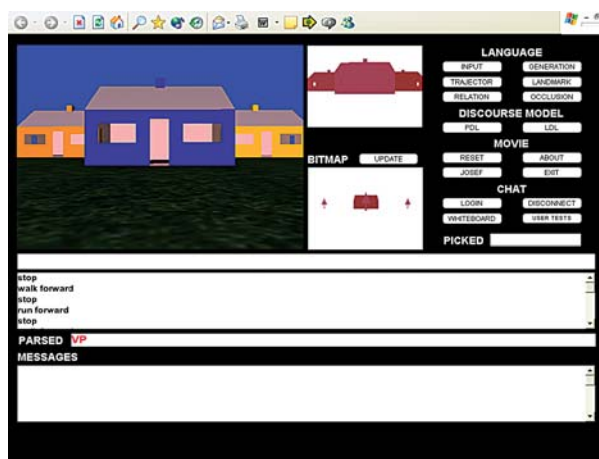 LANGUAGE
INPUT GENERATION
TRAJECTOR LANDMARK
RELATION OCCLUSION
DISCOURSE MODEL
PDL LDL
MOVIE
BITMAP UPDATE
RESET ABOUT
JOSEF EXIT
CHAT
LOGIN DISCONNECT
WHITEBOARD USER TESTS
PICKED
stop
walk forward
stop
run forward
stop
PARSED VP
MESSAGES